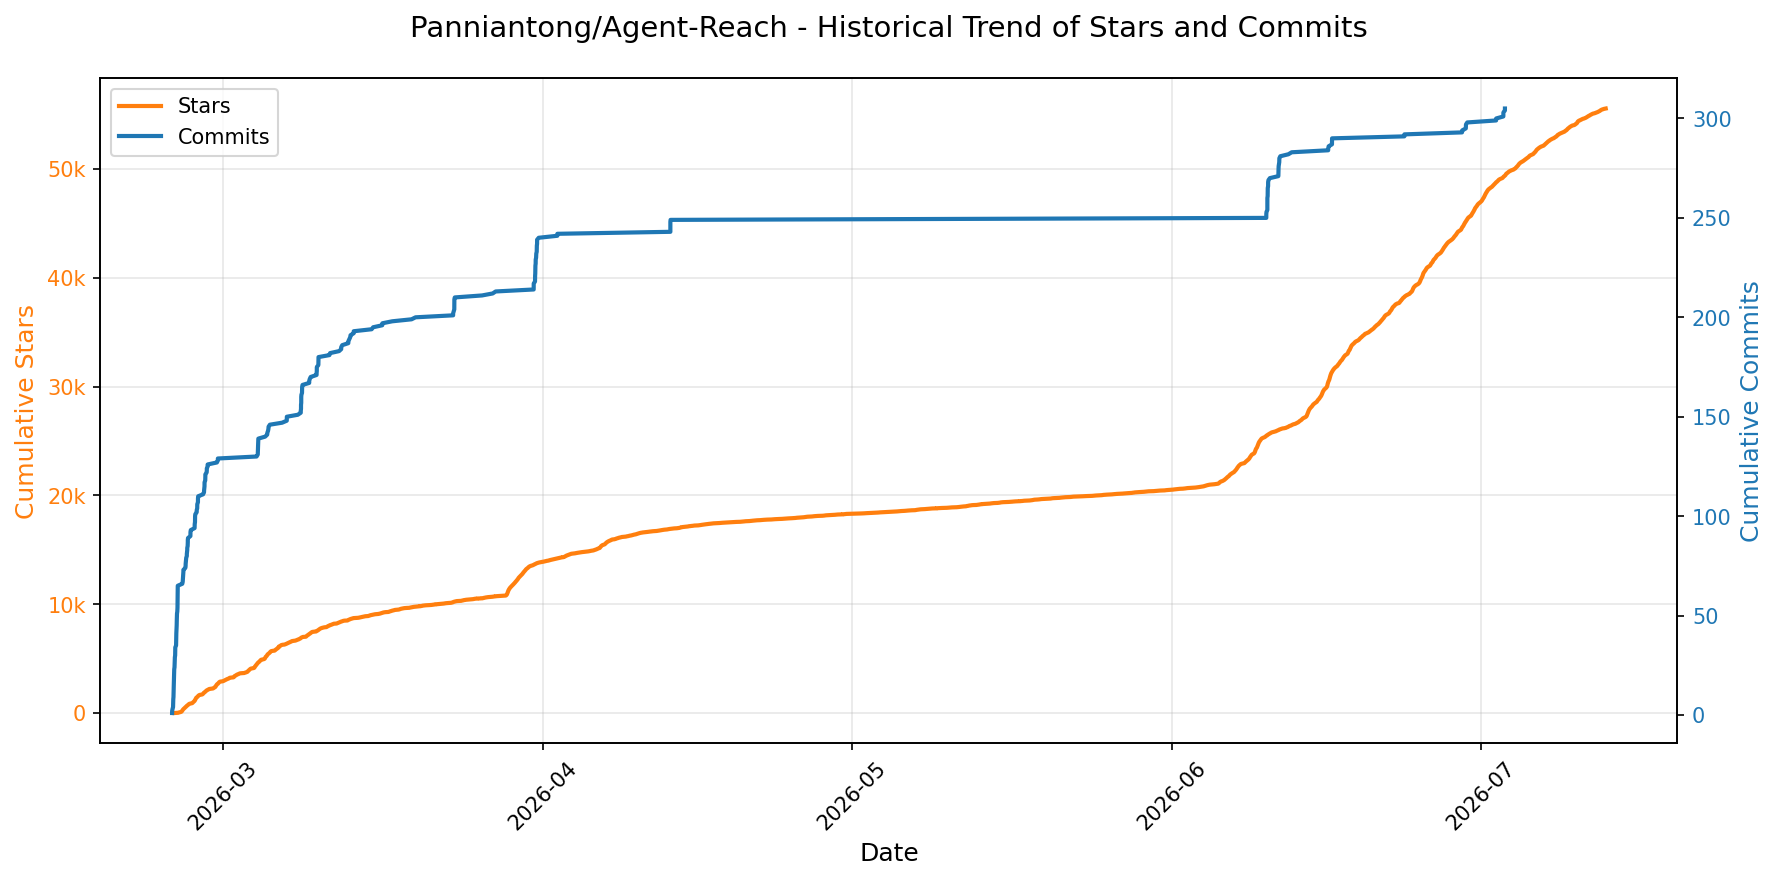 Panniantong/Agent-Reach - Historical Trend of Stars and Commits
Stars
Commits
50k
40k
30k
20k
10k
0
Cumulative Stars
300
250
200
150
100
50
0
Cumulative Commits
2026-03
2026-04
2026-05
2026-06
2026-07
Date